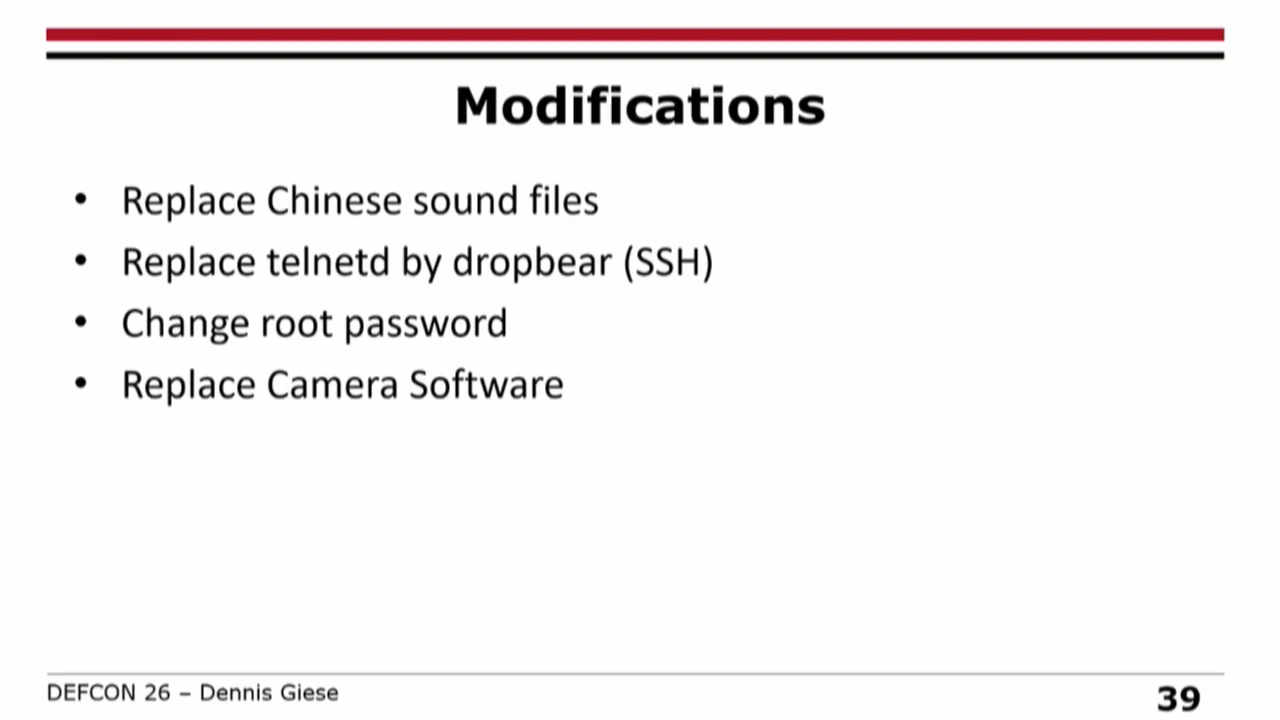 Modifications
• Replace Chinese sound files
• Replace telnetd by dropbear (SSH)
• Change root password
• Replace Camera Software
DEFCON 26 – Dennis Giese
39